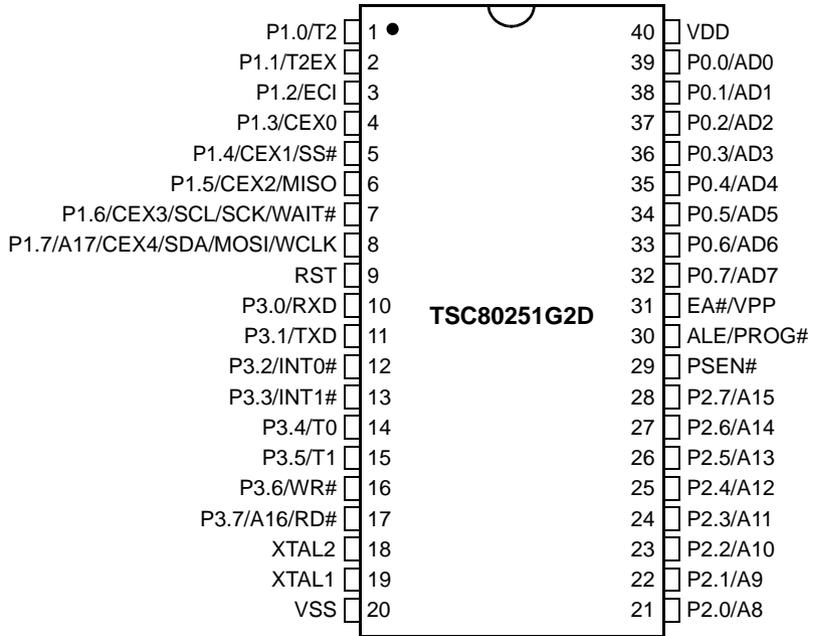 P1.0/T2 1 40 VDD
P1.1/T2EX 2 39 P0.0/AD0
P1.2/ECI 3 38 P0.1/AD1
P1.3/CEX0 4 37 P0.2/AD2
P1.4/CEX1/SS# 5 36 P0.3/AD3
P1.5/CEX2/MISO 6 35 P0.4/AD4
P1.6/CEX3/SCL/SCK/WAIT# 7 34 P0.5/AD5
P1.7/A17/CEX4/SDA/MOSI/WCLK 8 33 P0.6/AD6
RST 9 32 P0.7/AD7
P3.0/RXD 10 31 EA#/VPP
TSC80251G2D
P3.1/TXD 11 30 ALE/PROG#
P3.2/INT0# 12 29 PSEN#
P3.3/INT1# 13 28 P2.7/A15
P3.4/T0 14 27 P2.6/A14
P3.5/T1 15 26 P2.5/A13
P3.6/WR# 16 25 P2.4/A12
P3.7/A16/RD# 17 24 P2.3/A11
XTAL2 18 23 P2.2/A10
XTAL1 19 22 P2.1/A9
VSS 20 21 P2.0/A8